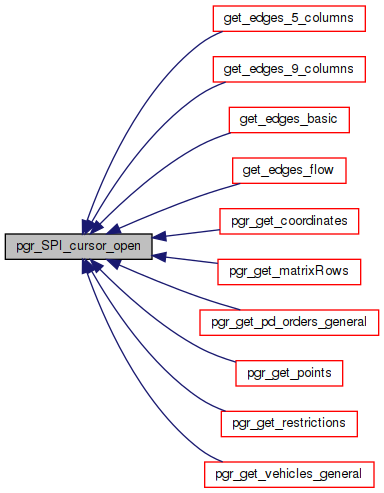 get_edges_5_columns
get_edges_9_columns
get_edges_basic
get_edges_flow
pgr_get_coordinates
pgr_SPI_cursor_open
pgr_get_matrixRows
pgr_get_pd_orders_general
pgr_get_points
pgr_get_restrictions
pgr_get_vehicles_general